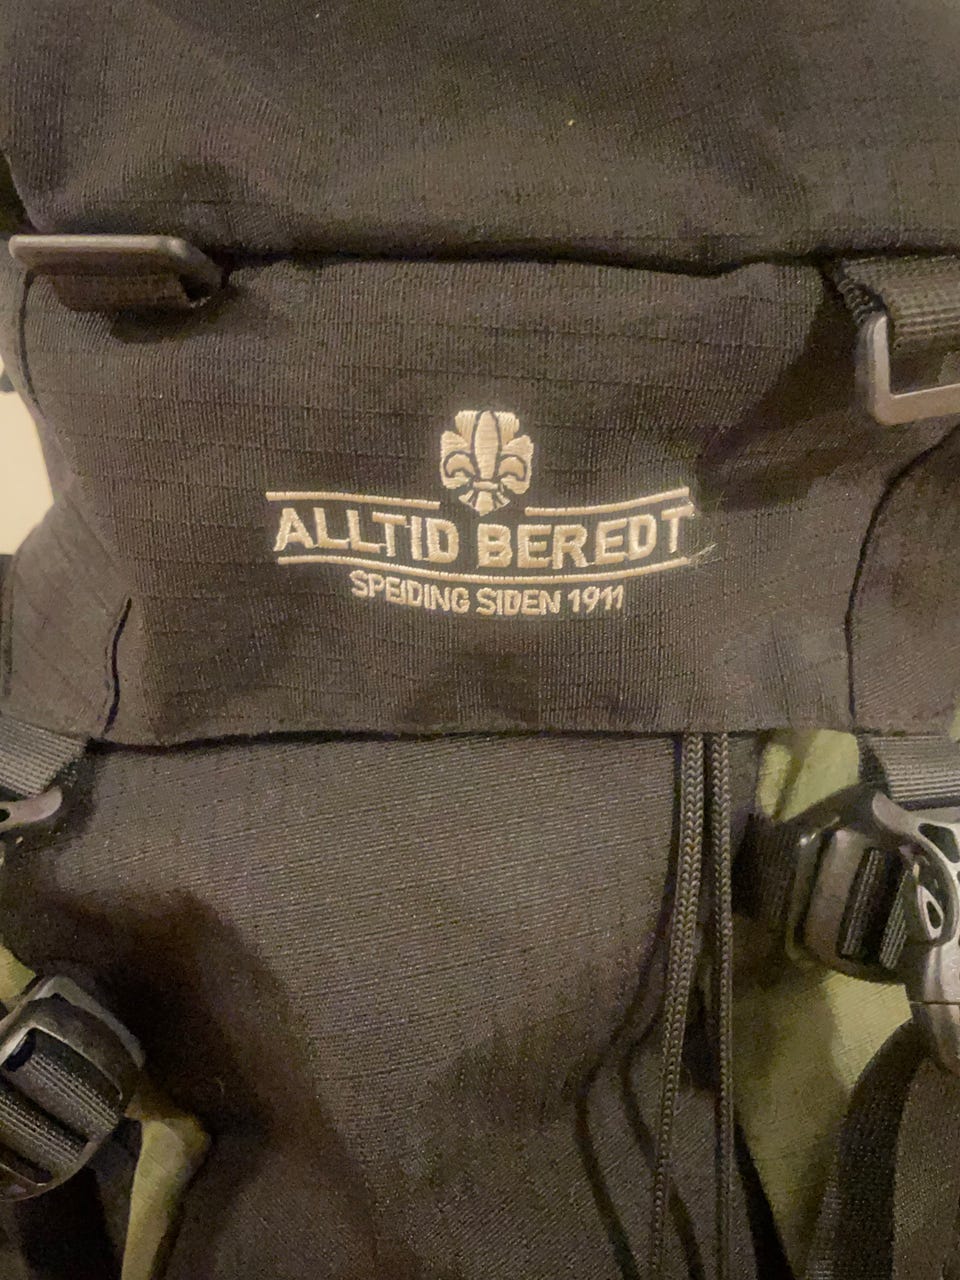 ALLTID BEREDT
SPEIDING SIDEN 1911